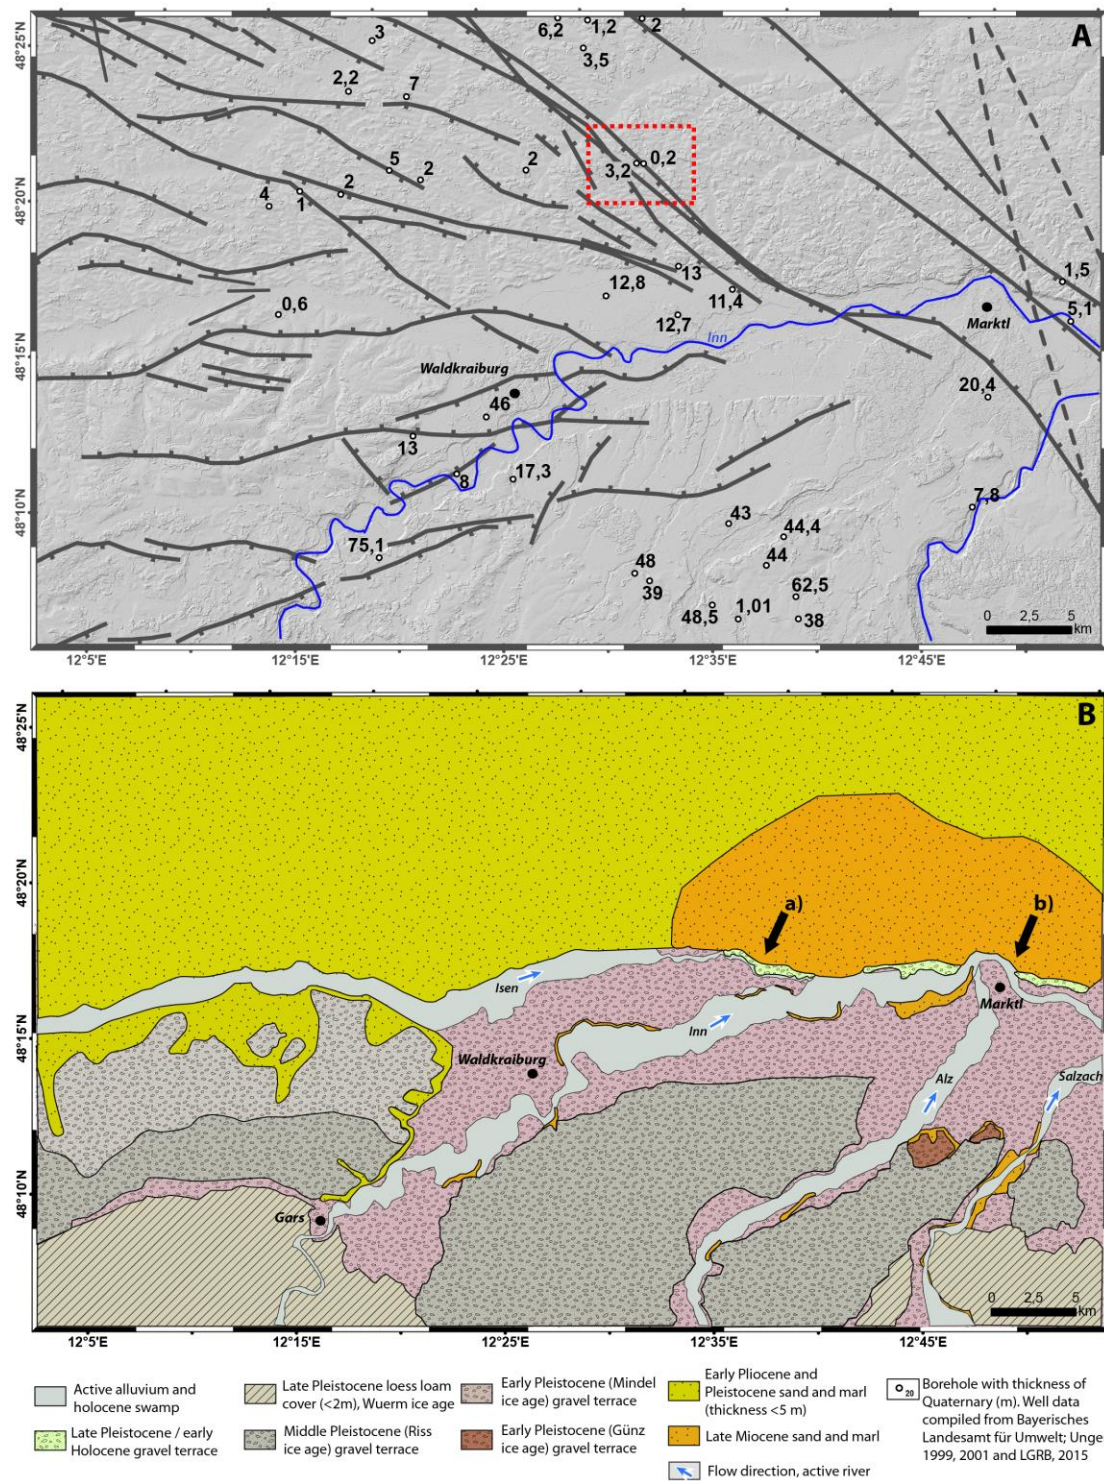 A
48°25'N
48°20'N
48°15'N
48°10'N
3
6,2
1,2
2
3,5
2,2
7
5
2
2
3,2
0,2
4
1
2
13
12,8
11,4
1,5
0,6
12,7
5,1
Inn
Marktl
Waldkraiburg
20,4
46
13
8
17,3
7,8
43
75,1
44,4
48
44
39
62,5
48,5
1,01
38
0 2,5 5
km
12°5'E 12°15'E 12°25'E 12°35'E 12°45'E
B
48°25'N
48°20'N
48°15'N
48°10'N
a)
b)
Isen
Marktl
Inn
Waldkraiburg
Alz
Salzach
Gars
0 2,5 5
km
12°5'E 12°15'E 12°25'E 12°35'E 12°45'E
Active alluvium and
holocene swamp
Late Pleistocene / early
Holocene gravel terrace
Late Pleistocene loess loam
cover (<2m), Wuerm ice age
Middle Pleistocene (Riss
ice age) gravel terrace
Early Pleistocene (Mindel
ice age) gravel terrace
Early Pleistocene (Günz
ice age) gravel terrace
Early Pliocene and
Pleistocene sand and marl
(thickness <5 m)
Late Miocene sand and marl
Flow direction, active river
20
Borehole with thickness of
Quaternary (m). Well data
compiled from Bayerisches
Landesamt für Umwelt; Unge
1999, 2001 and LGRB, 2015